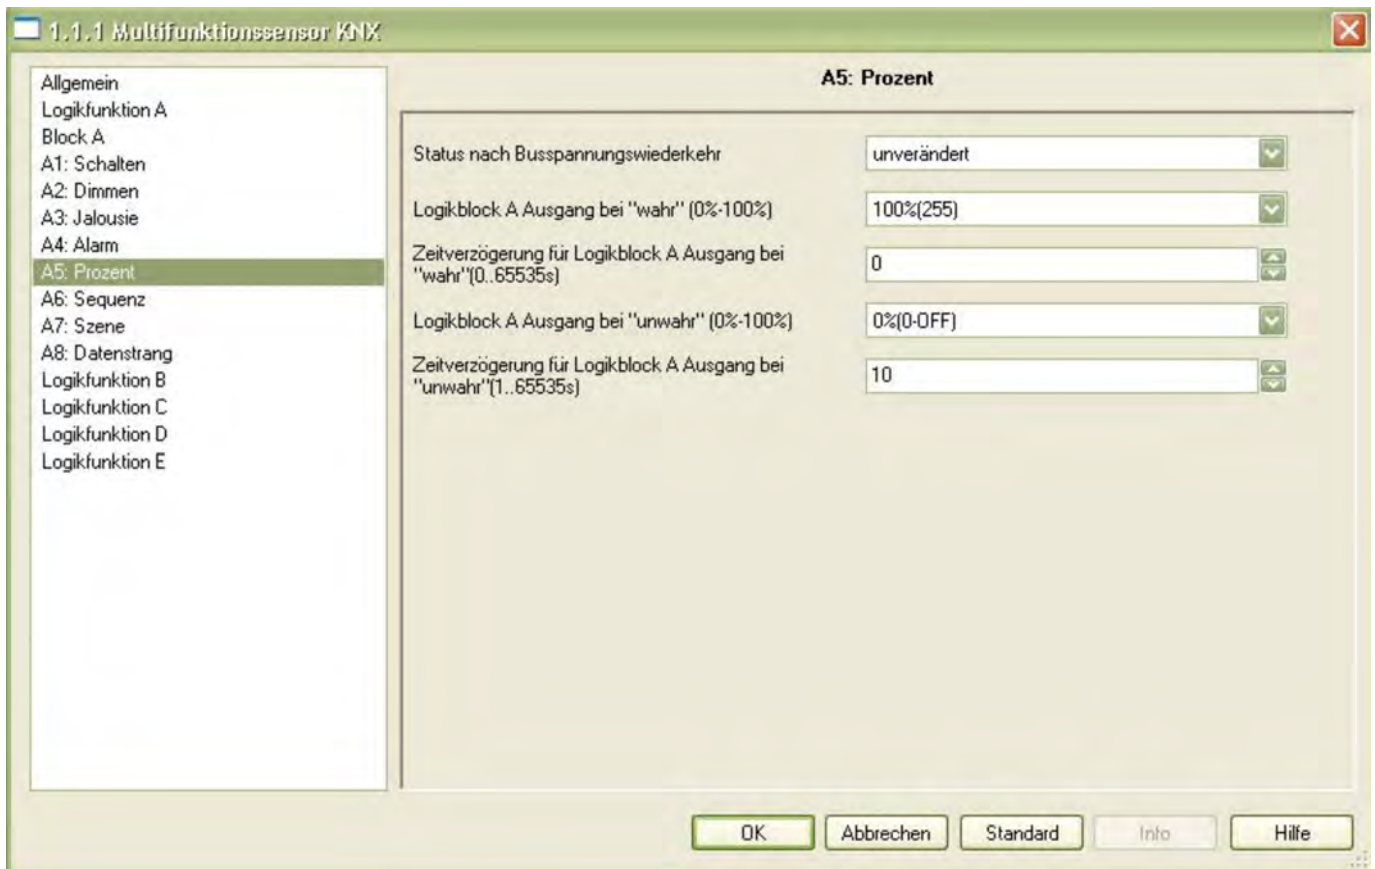 1.1.1 Multifunktionssensor KNX
Allgemein
Logikfunktion A
Block A
A1: Schalten
A2: Dimmen
A3: Jalousie
A4: Alarm
A5: Prozent
A6: Sequenz
A7: Szene
A8: Datenstrang
Logikfunktion B
Logikfunktion C
Logikfunktion D
Logikfunktion E
A5: Prozent
Status nach Busspannungswiederkehr
unverändert
Logikblock A Ausgang bei "wahr" (0%-100%)
100%(255)
Zeitverzögerung für Logikblock A Ausgang bei
"wahr"(0..65535s)
0
Logikblock A Ausgang bei "unwahr" (0%-100%)
0%(0-OFF)
Zeitverzögerung für Logikblock A Ausgang bei
"unwahr"(1..65535s)
10
OK
Abbrechen
Standard
Info
Hilfe